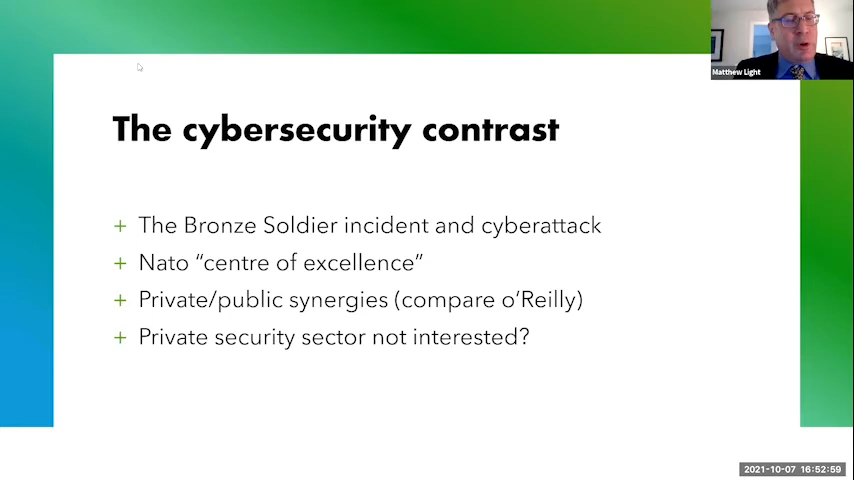 Matthew Light
The cybersecurity contrast
+ The Bronze Soldier incident and cyberattack
+ Nato “centre of excellence”
+ Private/public synergies (compare o’Reilly)
+ Private security sector not interested?
2021-10-07 16:52:59